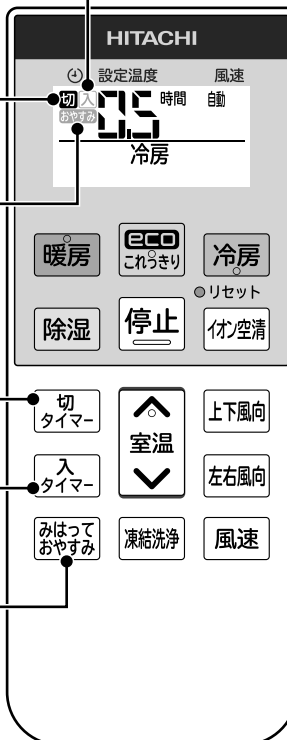 HITACHI
設定温度 風速
切 入 0.5 時間 自動
おやすみ
冷房
暖房 eco これっきり 冷房
リセット
除湿 停止 イオン空清
切タイマー 室温 上下風向
入タイマー 左右風向
みはっておやすみ 凍結洗浄 風速